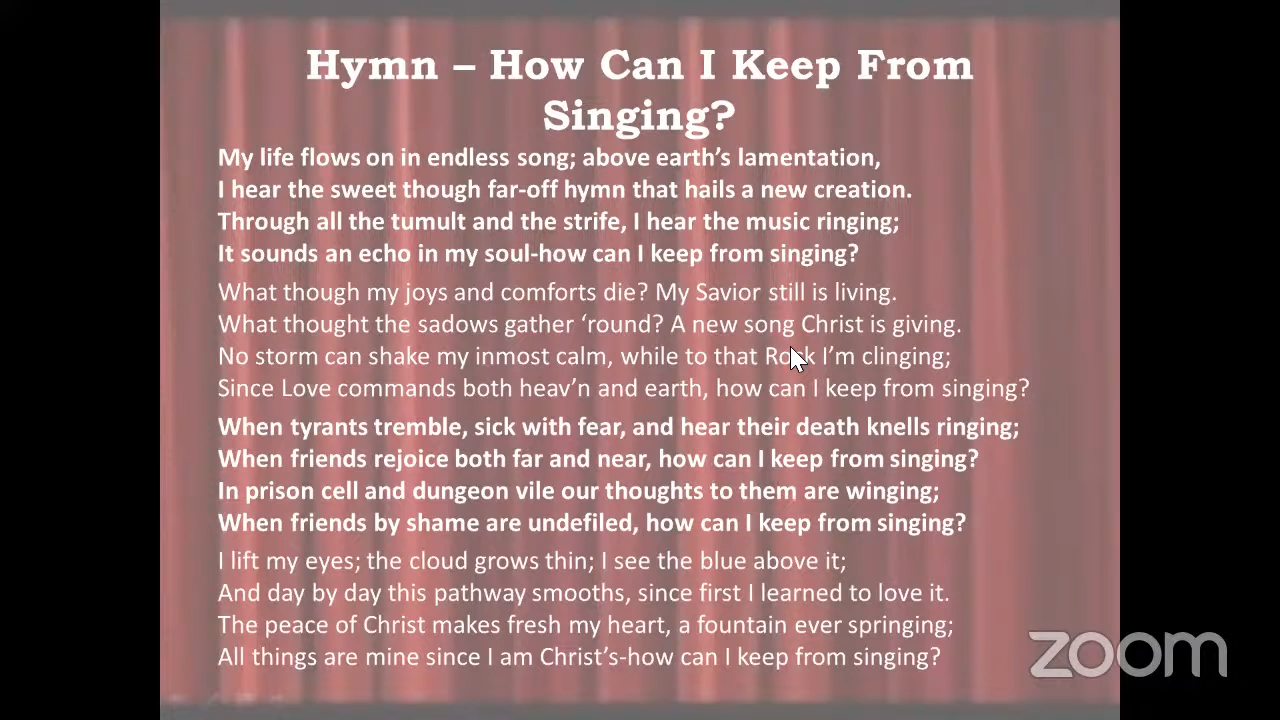 Hymn – How Can I Keep From
Singing?
My life flows on in endless song; above earth’s lamentation,
I hear the sweet though far-off hymn that hails a new creation.
Through all the tumult and the strife, I hear the music ringing;
It sounds an echo in my soul-how can I keep from singing?
What though my joys and comforts die? My Savior still is living.
What thought the sadows gather ‘round? A new song Christ is giving.
No storm can shake my inmost calm, while to that Rock I’m clinging;
Since Love commands both heav’n and earth, how can I keep from singing?
When tyrants tremble, sick with fear, and hear their death knells ringing;
When friends rejoice both far and near, how can I keep from singing?
In prison cell and dungeon vile our thoughts to them are winging;
When friends by shame are undefiled, how can I keep from singing?
I lift my eyes; the cloud grows thin; I see the blue above it;
And day by day this pathway smooths, since first I learned to love it.
The peace of Christ makes fresh my heart, a fountain ever springing;
All things are mine since I am Christ’s-how can I keep from singing?
zoom